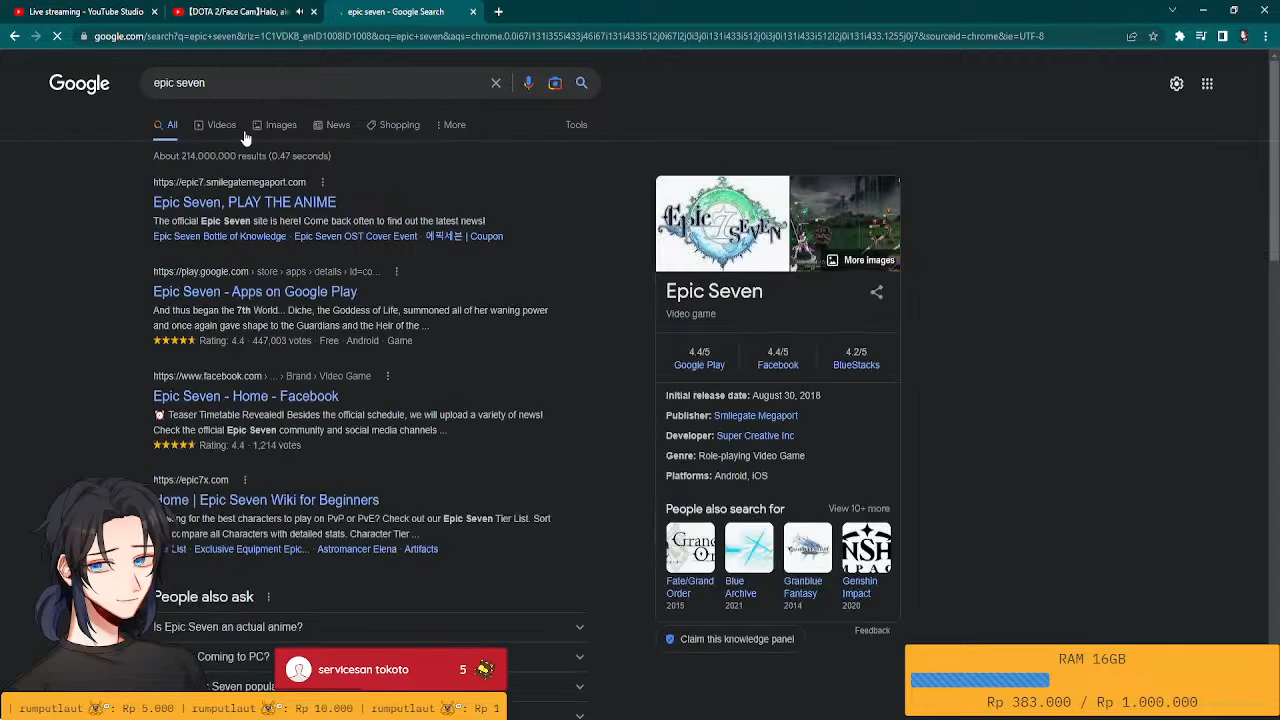 Live streaming - YouTube Studio
【DOTA 2/Face Cam】Halo, ak
epic seven - Google Search
google.com/search?q=epic+seven&rlz=1C1VDKB_enID1008ID1008&oq=epic+seven&aqs=chrome.0.0i67i131i355i433j46i67i131i433j0i67i131i433i512l2j0i67l2j0i3j0i131i433j0i3j0i131i433i512l2j0i131i433.1255j0j7&sourceid=chrome&ie=UTF-8
Google
epic seven
All
Videos
Images
News
Shopping
More
Tools
About 214,000,000 results (0.47 seconds)
https://epic7.smilegatemegaport.com
Epic Seven, PLAY THE ANIME
The official Epic Seven site is here! Come back often to find out the latest news!
Epic Seven Bottle of Knowledge · Epic Seven OST Cover Event · 에픽세븐 | Coupon
https://play.google.com › store › apps › details › Id=co...
Epic Seven - Apps on Google Play
And thus began the 7th World... Diche, the Goddess of Life, summoned all of her waning power
and once again gave shape to the Guardians and the Heir of the ...
Rating: 4.4 · 447,003 votes · Free · Android · Game
https://www.facebook.com › ... › Brand › Video Game
Epic Seven - Home - Facebook
Teaser Timetable Revealed! Besides the official schedule, we will upload a variety of news!
Check the official Epic Seven community and social media channels ...
Rating: 4.4 · 1,214 votes
https://epic7x.com
Home | Epic Seven Wiki for Beginners
ng for the best characters to play on PvP or PvE? Check out our Epic Seven Tier List. Sort
mpare all Characters with detailed stats. Character Tier ...
List · Exclusive Equipment Epic... · Astromancer Elena · Artifacts
People also ask
Is Epic Seven an actual anime?
Coming to PC?
Seven popula
Epic 7 Seven
More images
Epic Seven
Video game
4.4/5
Google Play
4.4/5
Facebook
4.2/5
BlueStacks
Initial release date: August 30, 2018
Publisher: Smilegate Megaport
Developer: Super Creative Inc
Genre: Role-playing Video Game
Platforms: Android, iOS
People also search for
View 10+ more
Fate/Grand Order
2015
Blue Archive
2021
Granblue Fantasy
2014
Genshin Impact
2020
Feedback
Claim this knowledge panel
servicesan tokoto 5
| rumputlaut : Rp 5.000 | rumputlaut : Rp 10.000 | rumputlaut : Rp 1
RAM 16GB
Rp 383.000 / Rp 1.000.000